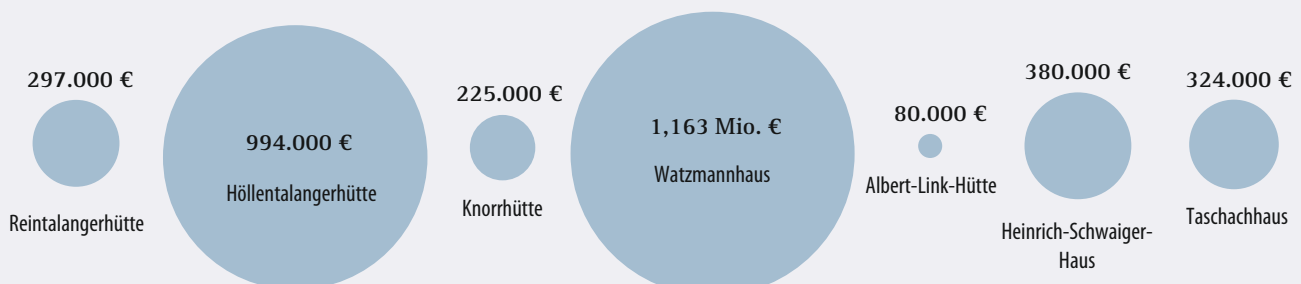 297.000 €
Reintalangerhütte
994.000 €
Höllentalangerhütte
225.000 €
Knorrhütte
1,163 Mio. €
Watzmannhaus
80.000 €
Albert-Link-Hütte
380.000 €
Heinrich-Schwaiger-
Haus
324.000 €
Taschachhaus